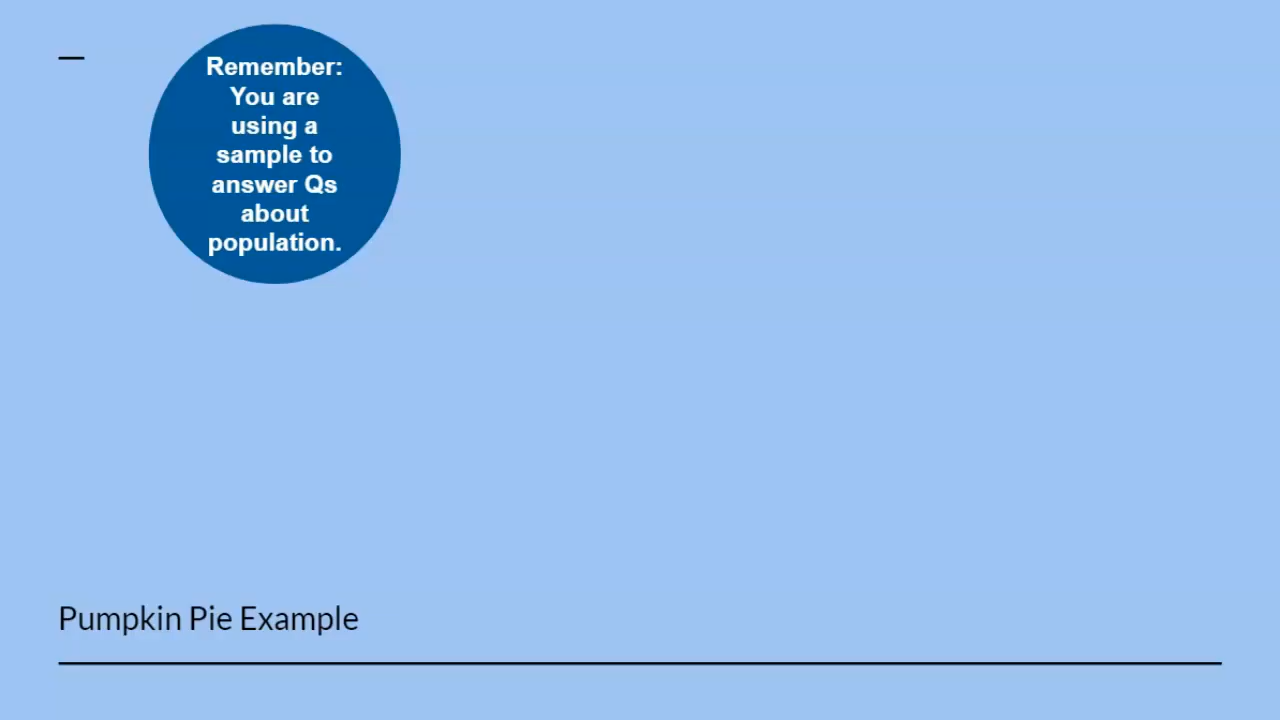 Remember:
You are
using a
sample to
answer Qs
about
population.
Pumpkin Pie Example